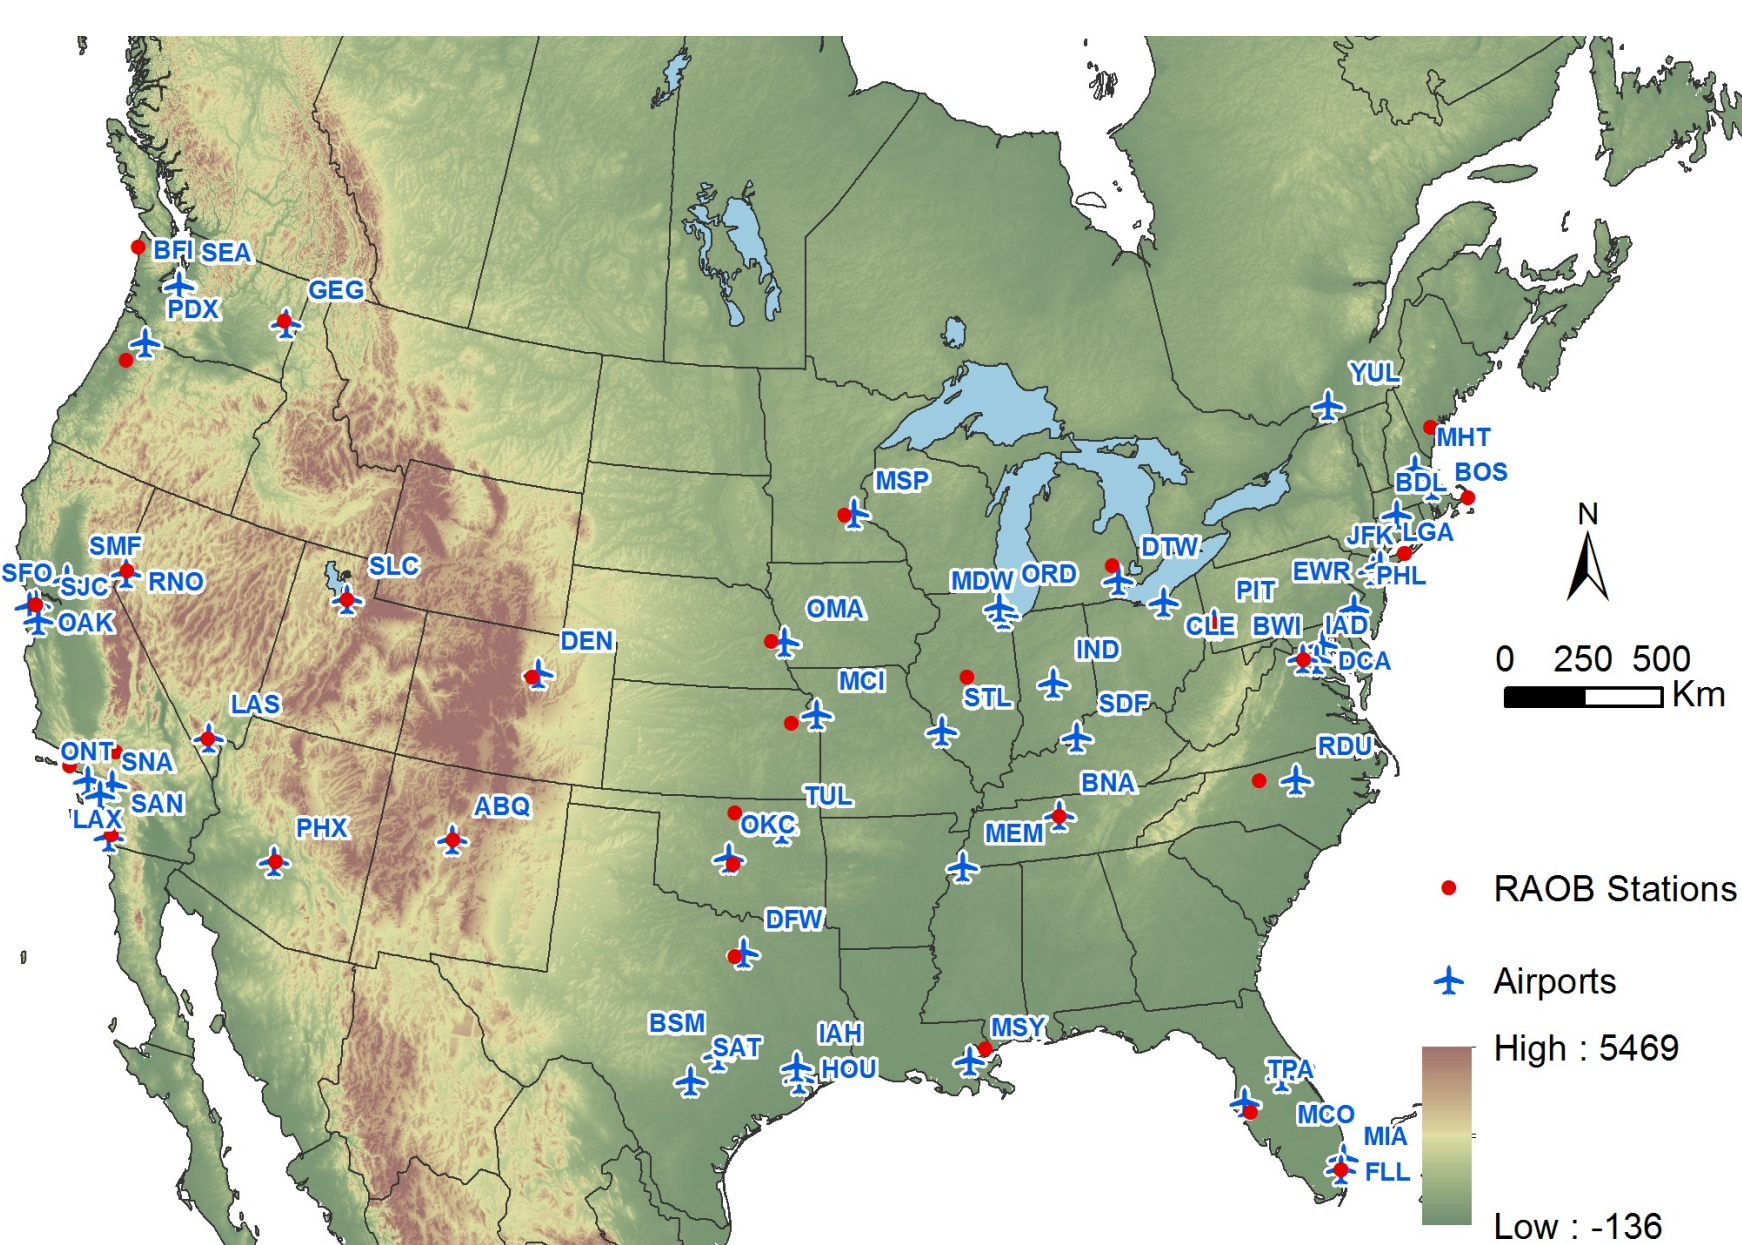 BFI SEA
GEG
PDX
YUL
MHT
MSP
BOS
BDL
N
JFK LGA
DTW
SMF
SFO
SJC RNO
SLC
MDW ORD
EWR PHL
PIT
OMA
OAK
CLE BWI IAD
DEN
IND
DCA
0 250 500
Km
MCI
STL
SDF
LAS
ONT SNA
RDU
BNA
SAN
TUL
LAX
PHX
ABQ
OKC
MEM
RAOB Stations
DFW
Airports
BSM
SAT
IAH
HOU
MSY
High : 5469
TPA
MCO
MIA
FLL
Low : -136